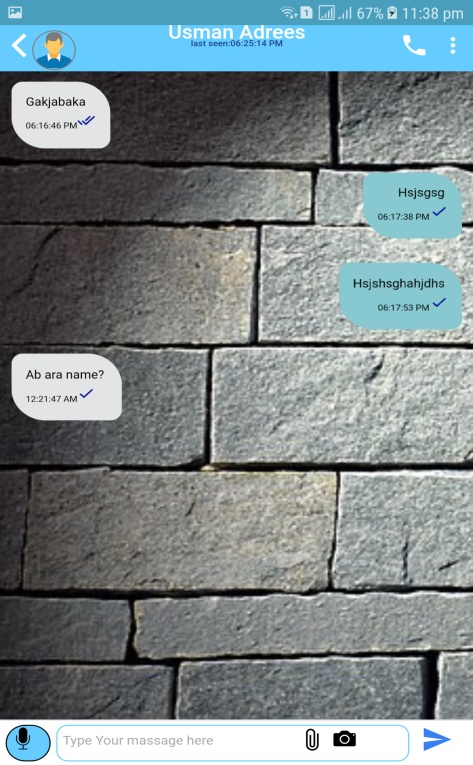 1 67% 11:38 pm
Usman Adrees
last seen:06:25:14 PM
Gakjabaka
06:16:46 PM
Hsjsgsg
06:17:38 PM
Hsjshsghahjdhs
06:17:53 PM
Ab ara name?
12:21:47 AM
Type Your massage here